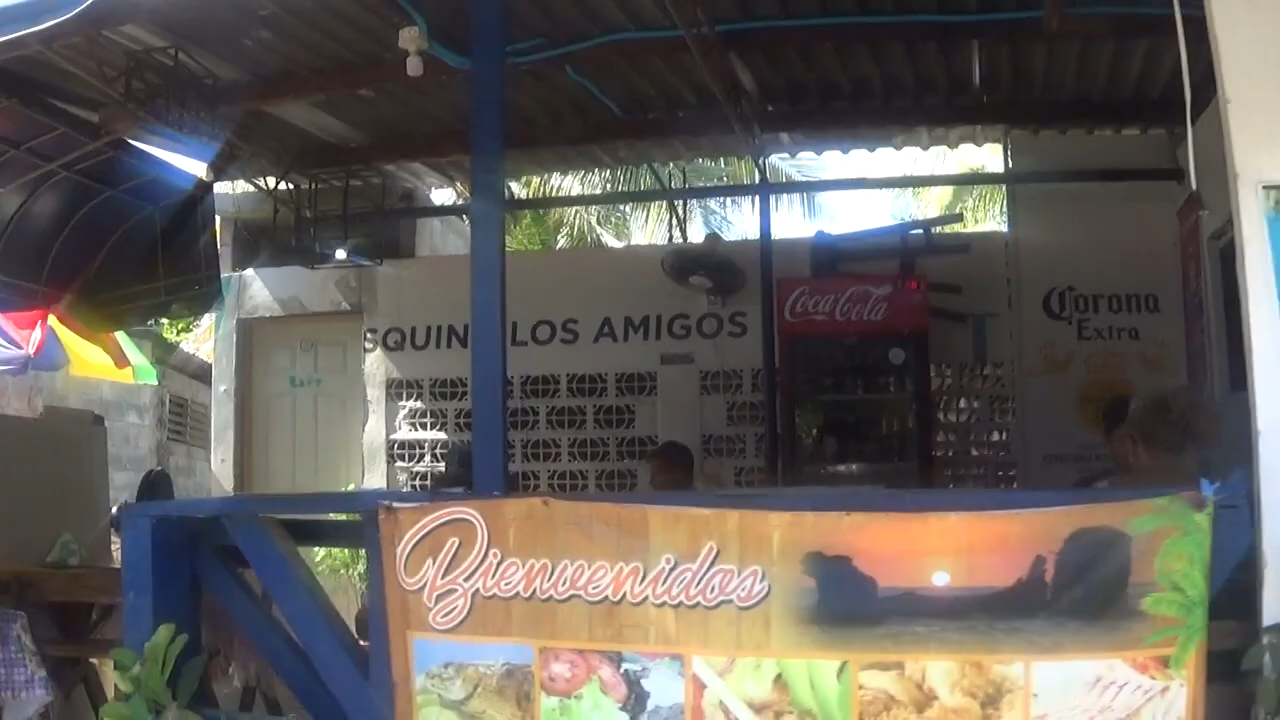 SQUIN LOS AMIGOS
Coca-Cola
Corona
Extra
Bienvenidos